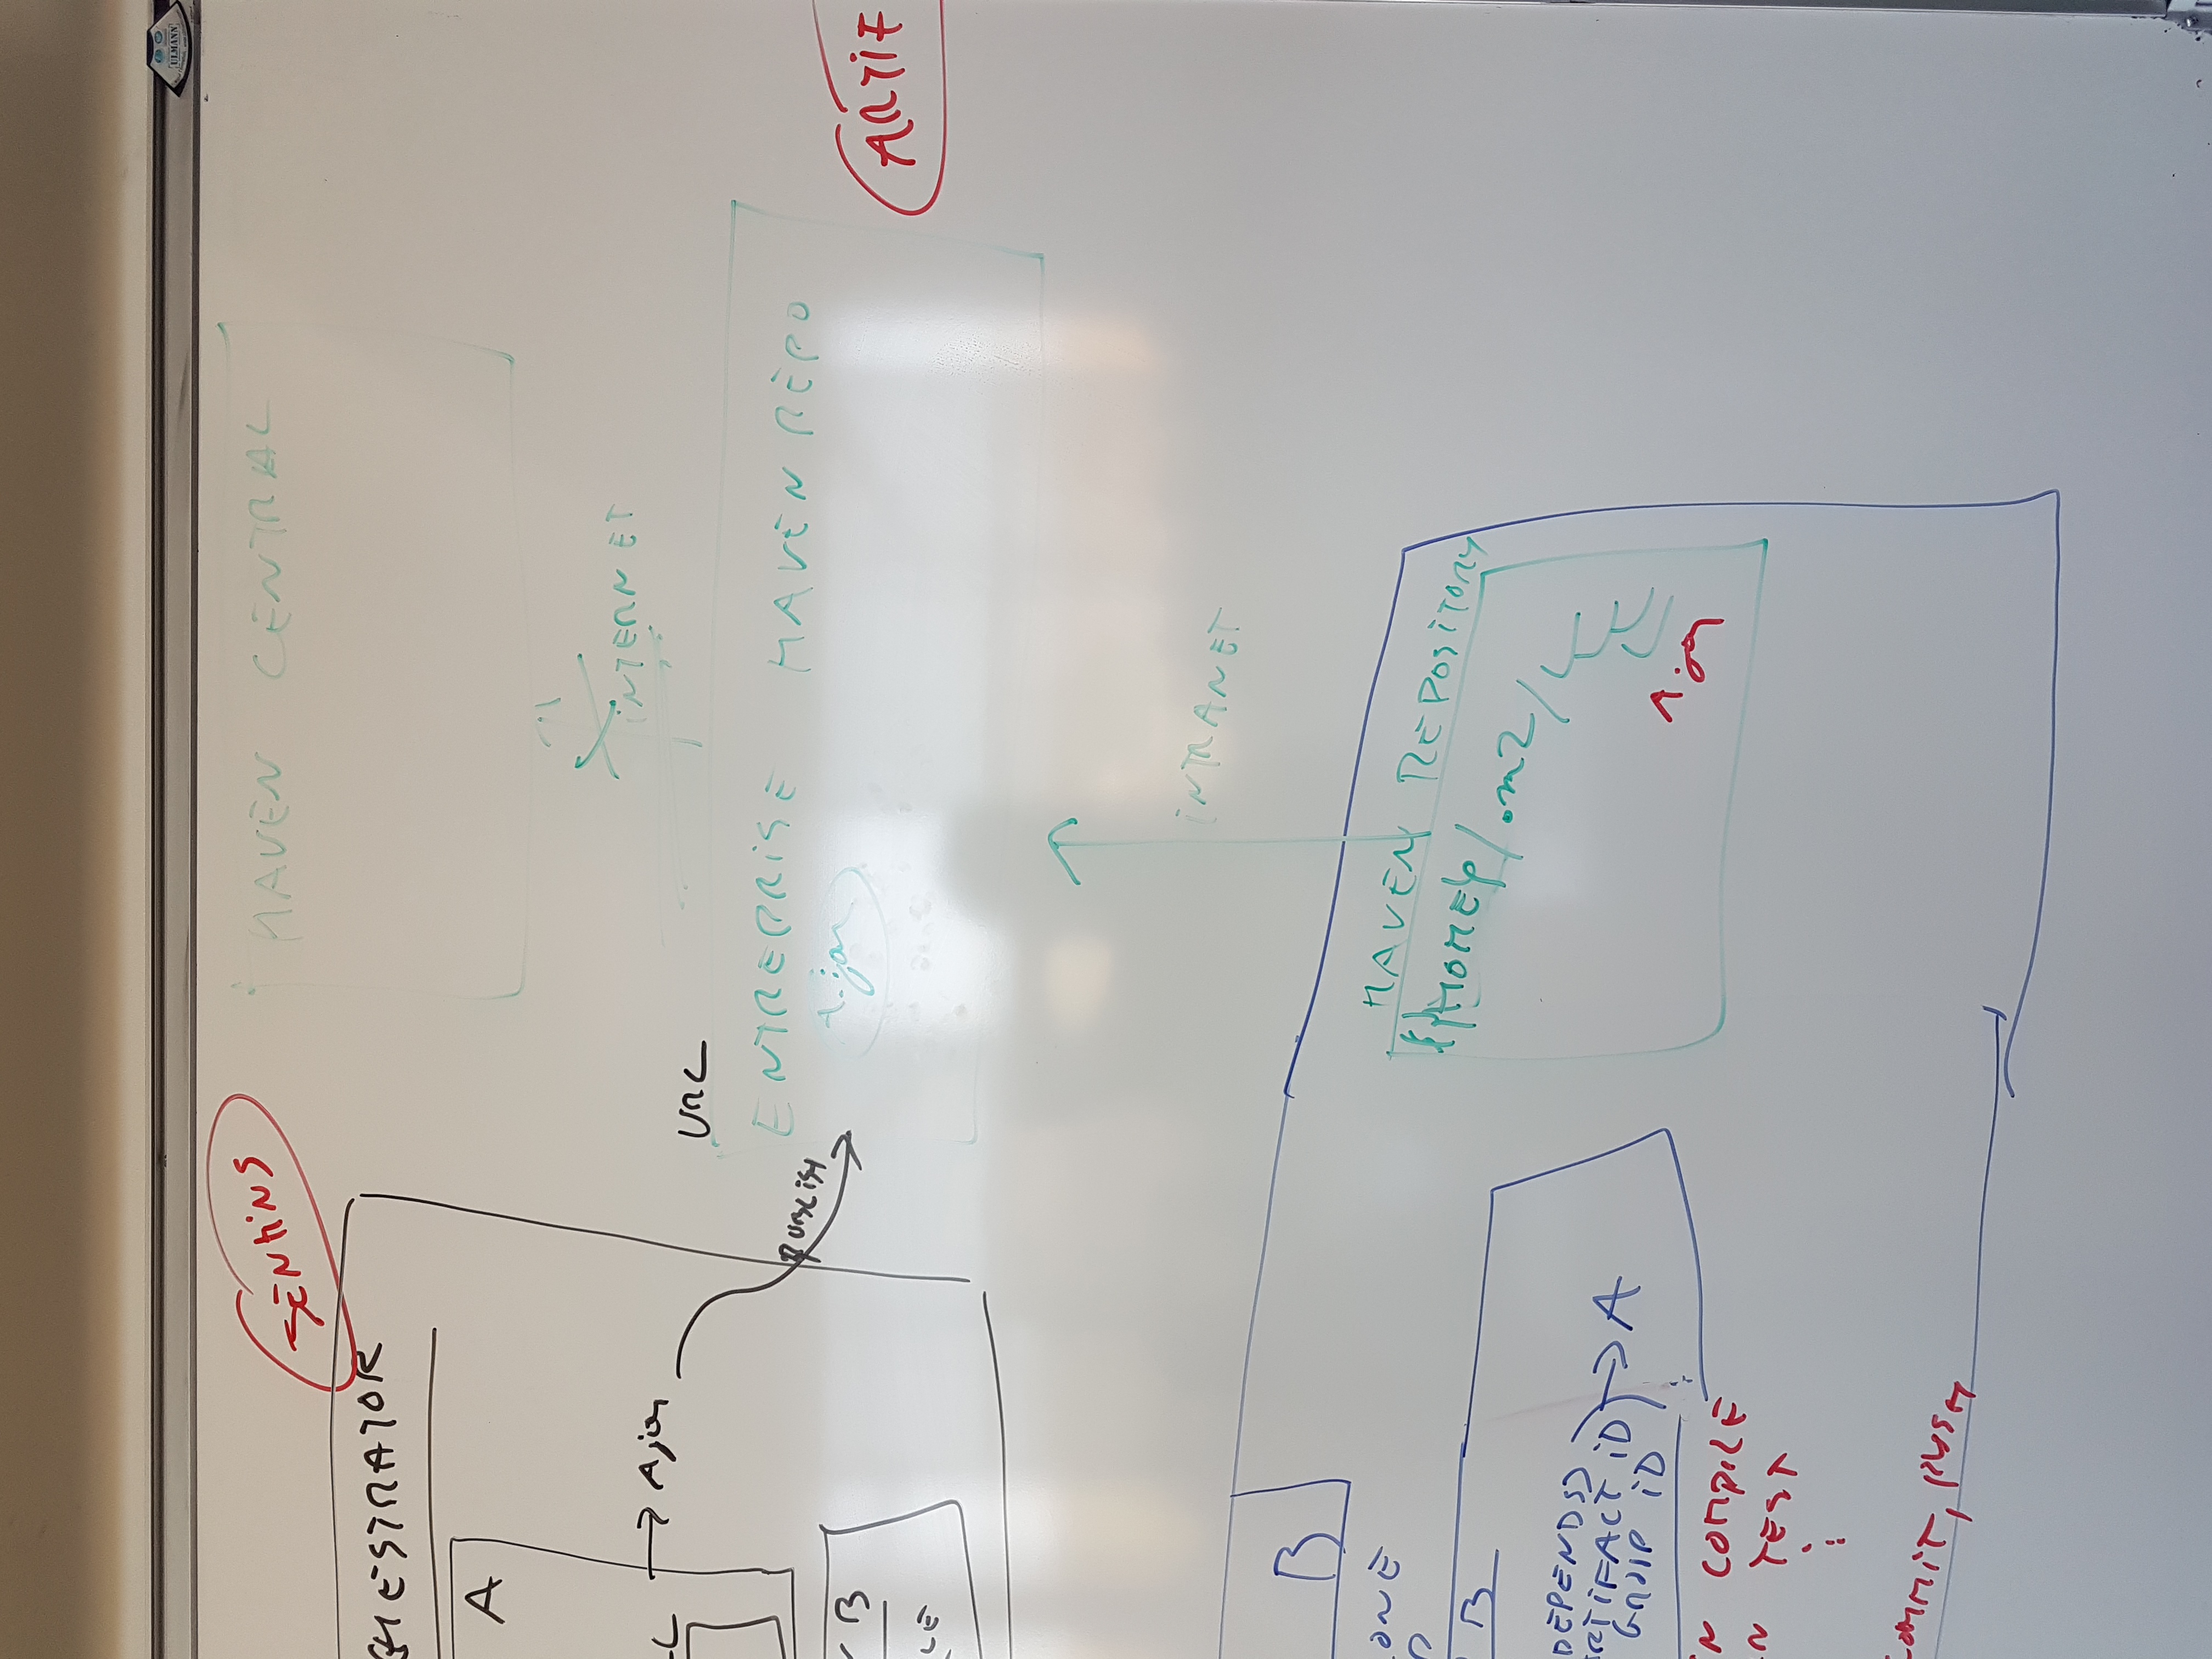 ULMANN
JENKINS
MAVEN CENTRAL
HESTRATOR
A
INTERNET
A.jar
L
URL
PUBLISH
ENTREPRISE MAVEN REPO
A.jar
B
LE
ARTIF
INTRANET
B
ONE
MAVEN REPOSITORY
B
HOME}/.m2/
DEPENDS
RTIFACT ID
GROUP ID
A
A.jar
N COMPILE
N TEST
COMMIT, PUSH